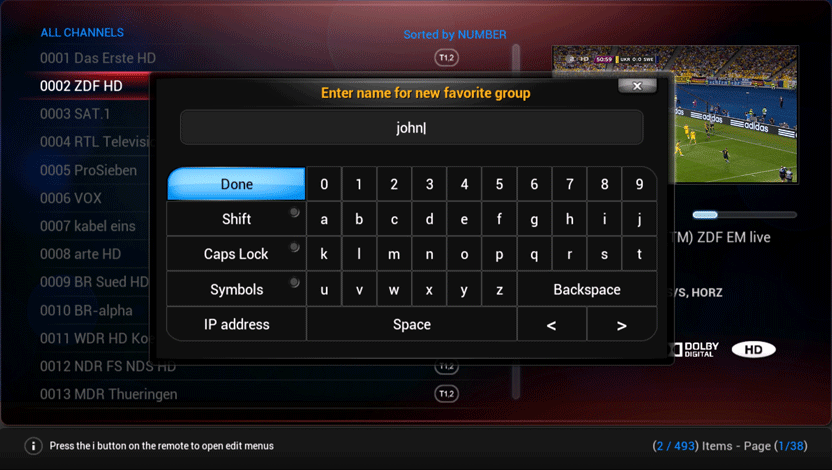 ALL CHANNELS
Sorted by NUMBER
0001 Das Erste HD
T1,2
0002 ZDF HD
0003 SAT.1
0004 RTL Televisi
0005 ProSieben
0006 VOX
0007 kabel eins
0008 arte HD
0009 BR Sued HD
0010 BR-alpha
0011 WDR HD Ko
0012 NDR FS NDS HD
T1,2
0013 MDR Thueringen
T1,2
HD 50:59 UKR 0:0 SWE
adidas
adidas
Enter name for new favorite group
john
Done 0 1 2 3 4 5 6 7 8 9
Shift a b c d e f g h i j
Caps Lock k l m n o p q r s t
Symbols u v w x y z Backspace
IP address Space < >
TM) ZDF EM live
/S, HORZ
DOLBY
DIGITAL
HD
Press the i button on the remote to open edit menus
(2 / 493) Items - Page (1/38)